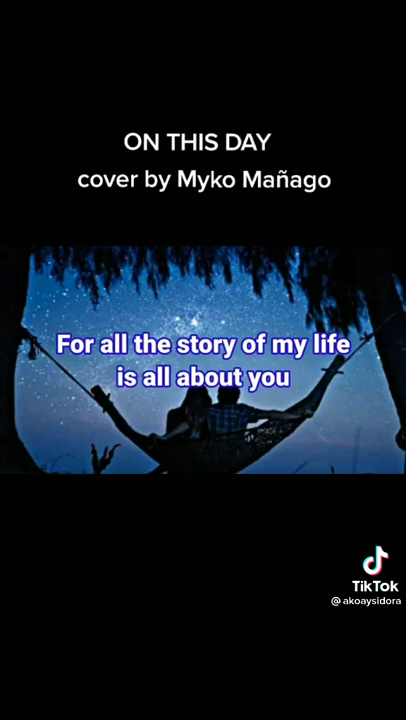 ON THIS DAY
cover by Myko Mañago
For all the story of my life
is all about you
TikTok
@ akoaysidora